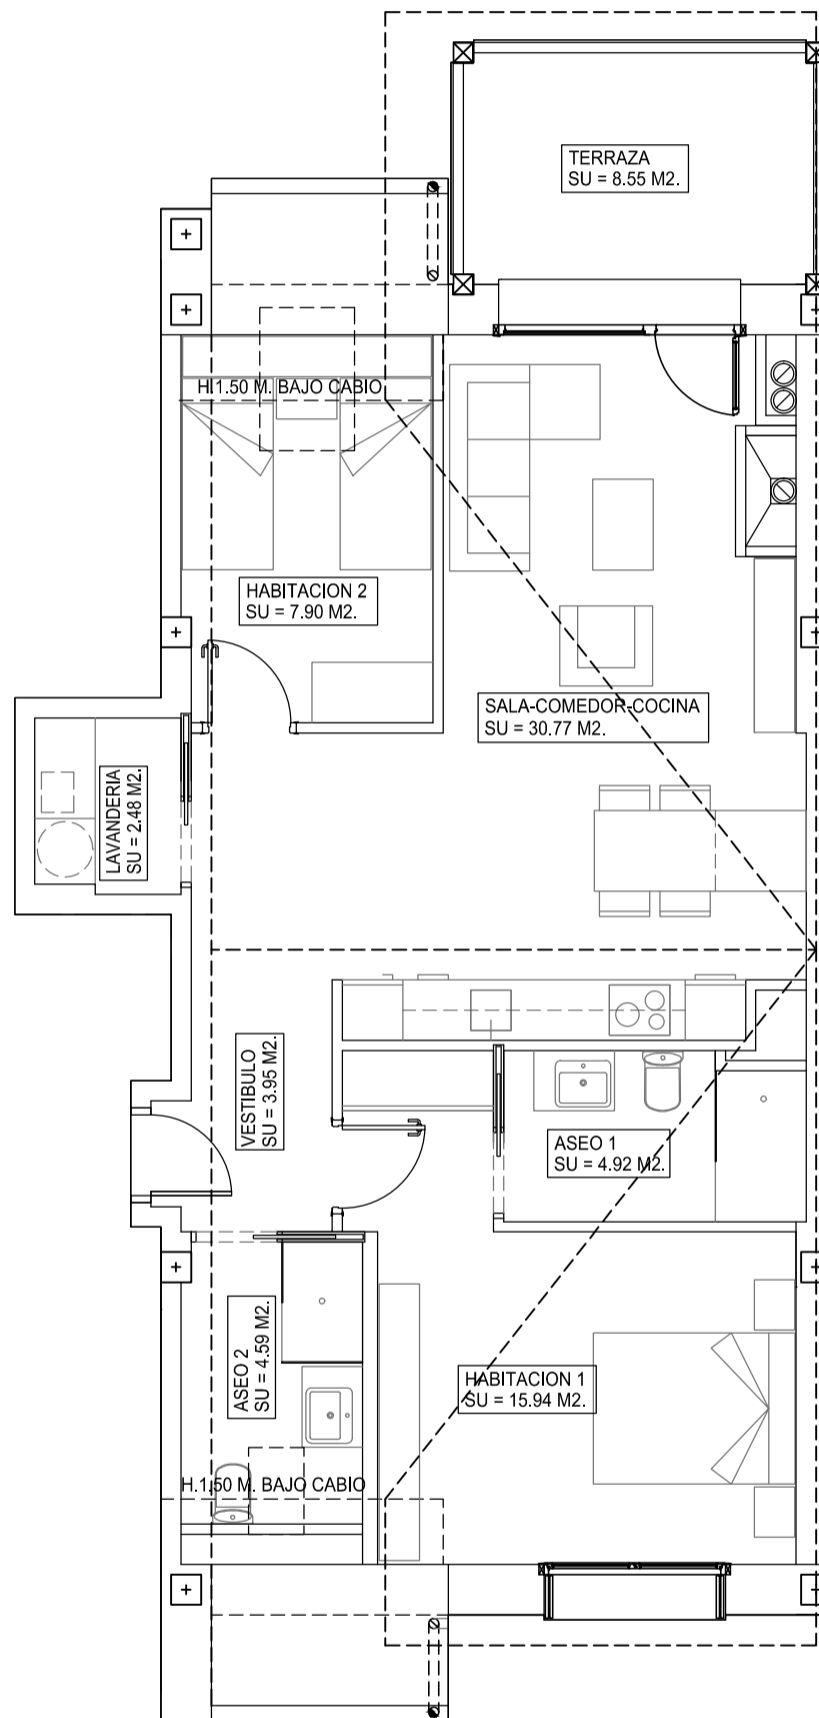 TERRAZA
SU = 8.55 M2.
H.1.50 M. BAJO CABIO
HABITACION 2
SU = 7.90 M2.
SALA-COMEDOR-COCINA
SU = 30.77 M2.
LAVANDERIA
SU = 2.48 M2.
VESTIBULO
SU = 3.95 M2.
ASEO 1
SU = 4.92 M2.
ASEO 2
SU = 4.59 M2.
HABITACION 1
SU = 15.94 M2.
H.1.50 M. BAJO CABIO